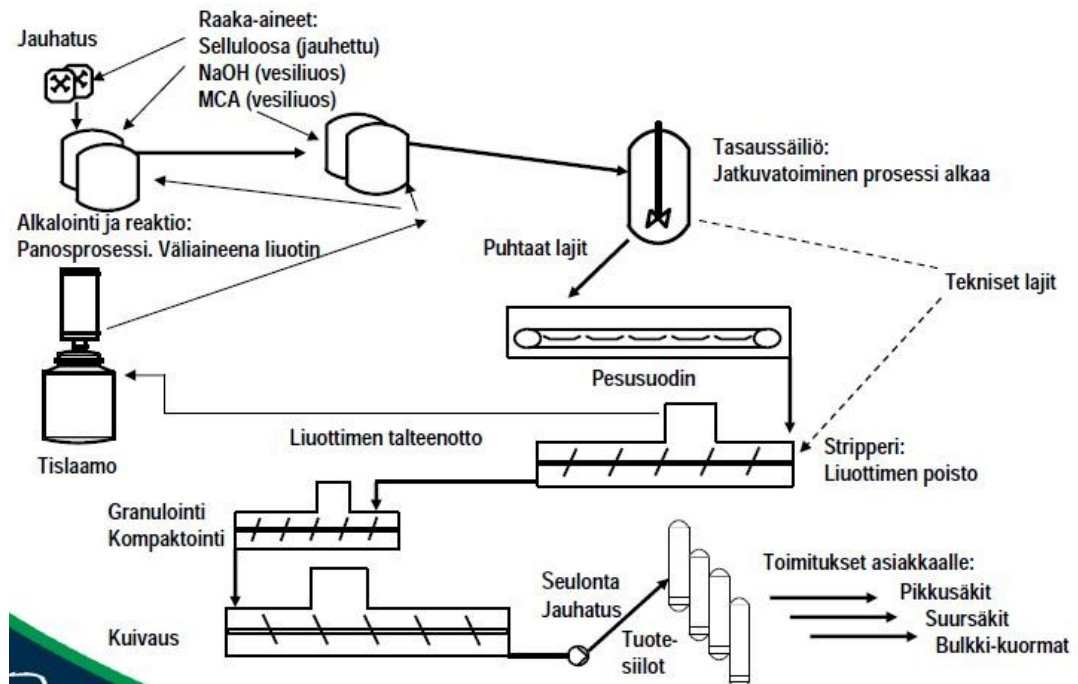 Jauhatus
Raaka-aineet:
Selluloosa (jauhettu)
NaOH (vesiliuos)
MCA (vesiliuos)
Tasaussäiliö:
Jatkuvatoiminen prosessi alkaa
Alkalointi ja reaktio:
Panosprosessi. Väliaineena liuotin
Puhtaat lajit
Tekniset lajit
Pesusuodin
Liuottimen talteenotto
Tislaamo
Stripperi:
Liuottimen poisto
Granulointi
Kompaktointi
Seulonta
Jauhatus
Toimitukset asiakkaalle:
Pikkusäkit
Suursäkit
Bulkki-kuormat
Kuivaus
Tuote-
siilot